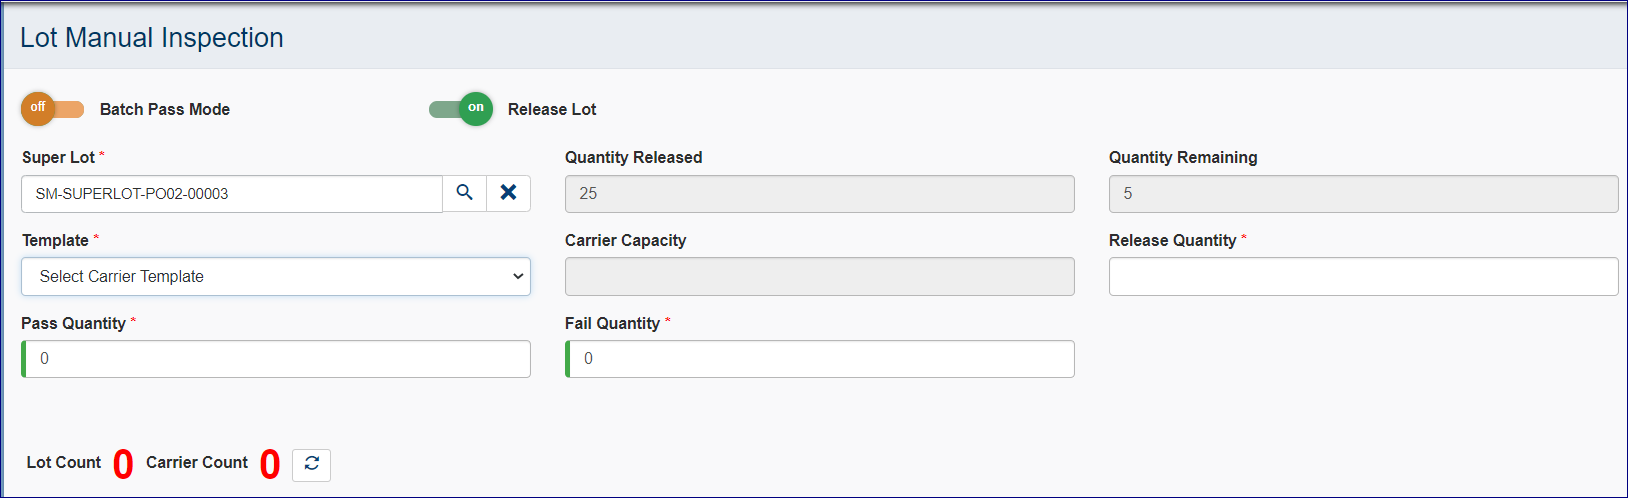 Lot Manual Inspection
off Batch Pass Mode on Release Lot
Super Lot * Quantity Released Quantity Remaining
SM-SUPERLOT-PO02-00003 25 5
Template * Carrier Capacity Release Quantity *
Select Carrier Template
Pass Quantity * Fail Quantity *
0 0
Lot Count 0 Carrier Count 0